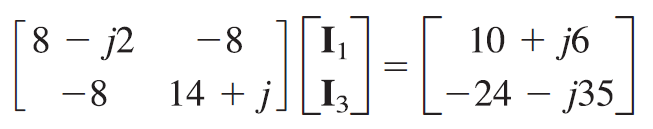 [8 − j2 −8] [I₁] = [10 + j6]
[−8 14 + j] [I₃] [−24 − j35]